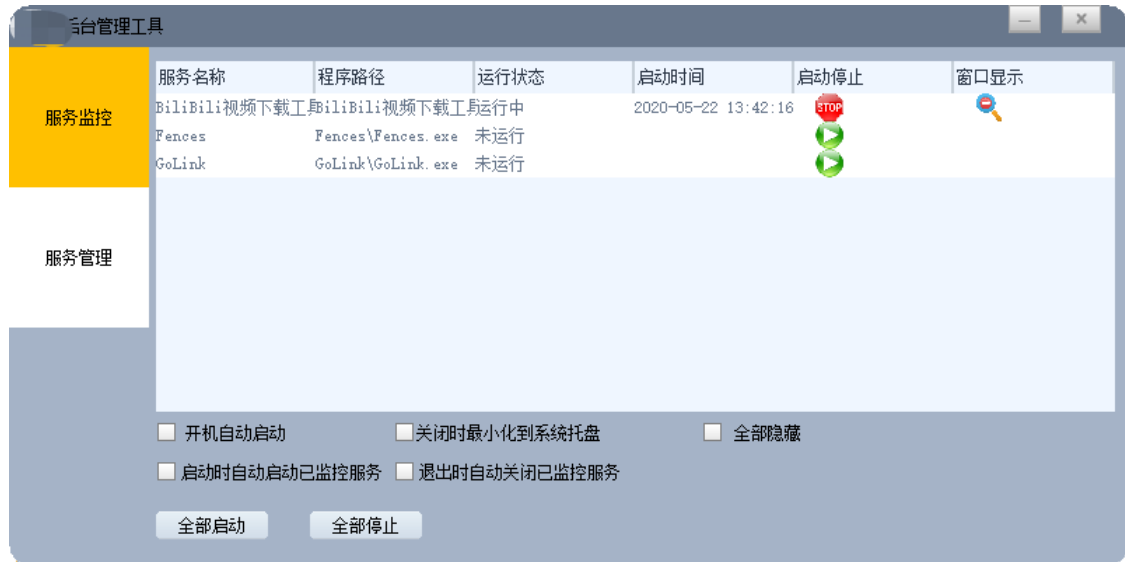 后台管理工具
服务监控
服务管理
服务名称 程序路径 运行状态 启动时间 启动停止 窗口显示
BiliBili视频下载工具 BiliBili视频下载工具 运行中 2020-05-22 13:42:16 STOP
Fences Fences\Fences.exe 未运行
GoLink GoLink\GoLink.exe 未运行
开机自动启动 关闭时最小化到系统托盘 全部隐藏
启动时自动启动已监控服务 退出时自动关闭已监控服务
全部启动 全部停止